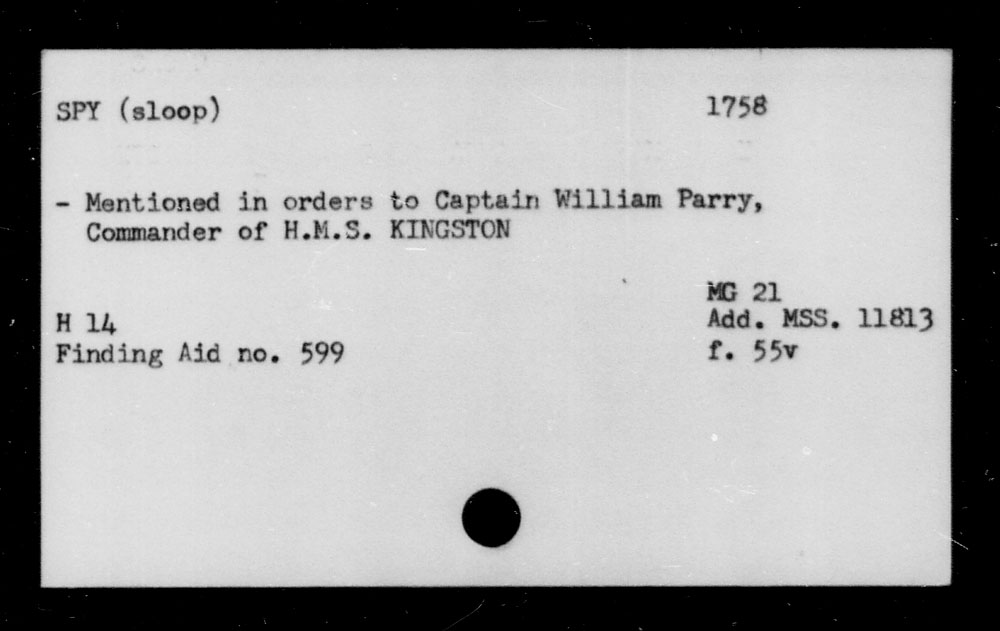 SPY (sloop) 1758
- Mentioned in orders to Captain William Parry,
Commander of H.M.S. KINGSTON
MG 21
H 14 Add. MSS. 11813
Finding Aid no. 599 f. 55v